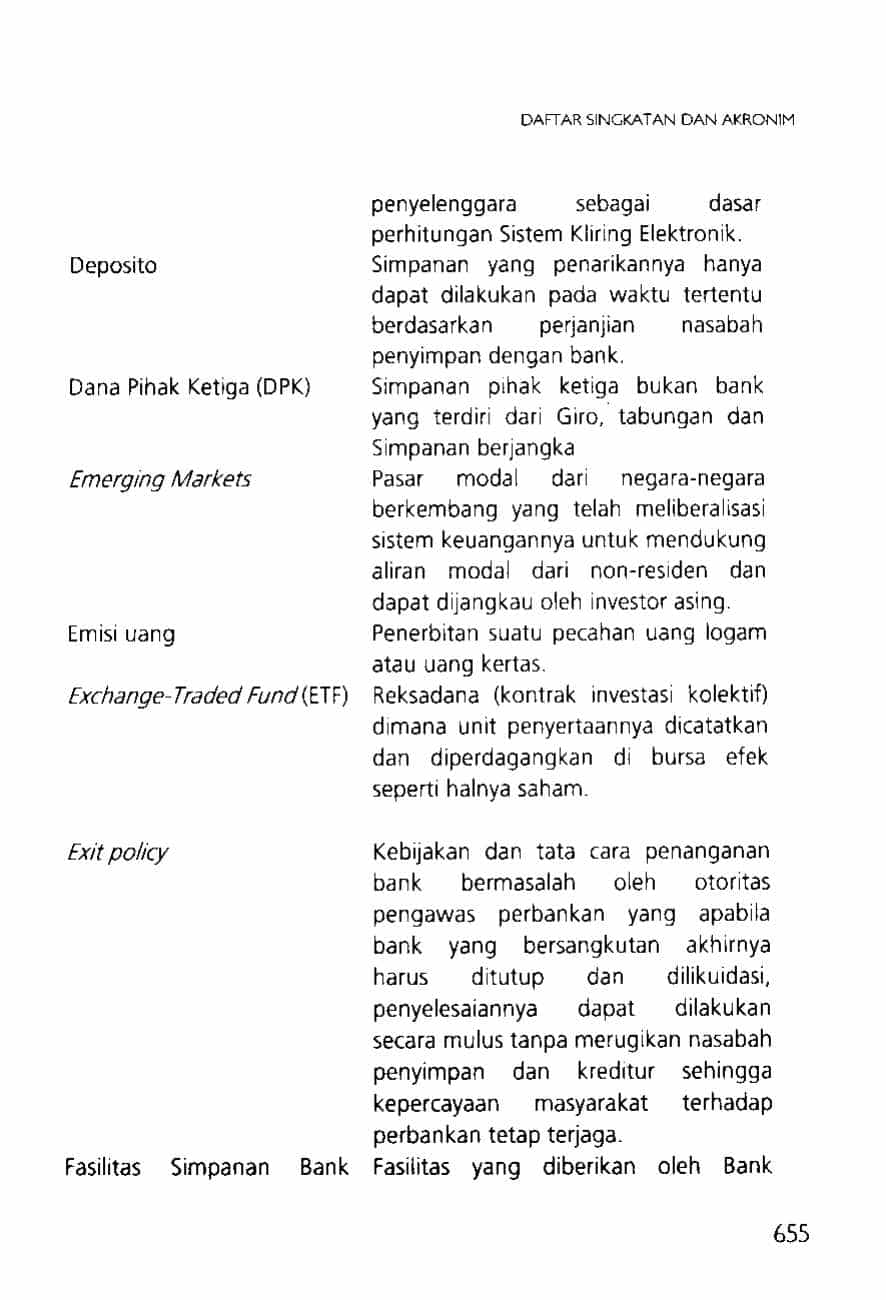 DAFTAR SINGKATAN DAN AKRONIM
penyelenggara sebagai dasar
perhitungan Sistem Kliring Elektronik.
Deposito Simpanan yang penarikannya hanya
dapat dilakukan pada waktu tertentu
berdasarkan perjanjian nasabah
penyimpan dengan bank.
Dana Pihak Ketiga (DPK) Simpanan pihak ketiga bukan bank
yang terdiri dari Giro, tabungan dan
Simpanan berjangka
Emerging Markets Pasar modal dari negara-negara
berkembang yang telah meliberalisasi
sistem keuangannya untuk mendukung
aliran modal dari non-residen dan
dapat dijangkau oleh investor asing.
Emisi uang Penerbitan suatu pecahan uang logam
atau uang kertas.
Exchange-Traded Fund (ETF) Reksadana (kontrak investasi kolektif)
dimana unit penyertaannya dicatatkan
dan diperdagangkan di bursa efek
seperti halnya saham.
Exit policy Kebijakan dan tata cara penanganan
bank bermasalah oleh otoritas
pengawas perbankan yang apabila
bank yang bersangkutan akhirnya
harus ditutup dan dilikuidasi,
penyelesaiannya dapat dilakukan
secara mulus tanpa merugikan nasabah
penyimpan dan kreditur sehingga
kepercayaan masyarakat terhadap
perbankan tetap terjaga.
Fasilitas Simpanan Bank Fasilitas yang diberikan oleh Bank
655